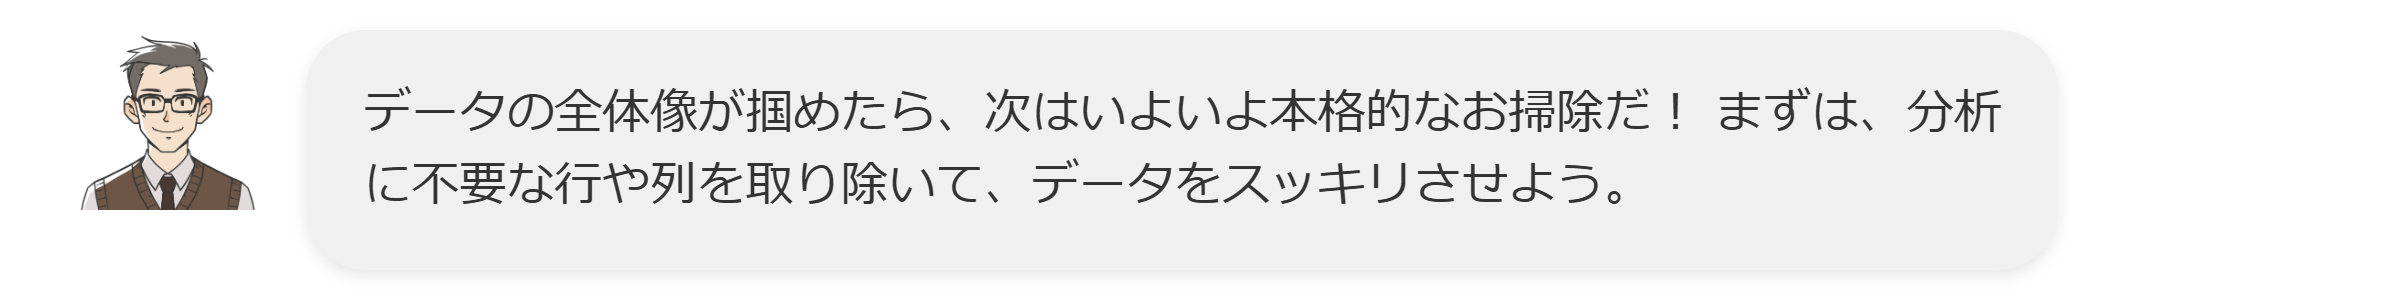 データの全体像が掴めたら、次はいよいよ本格的なお掃除だ！ まずは、分析
に不要な行や列を取り除いて、データをスッキリさせよう。